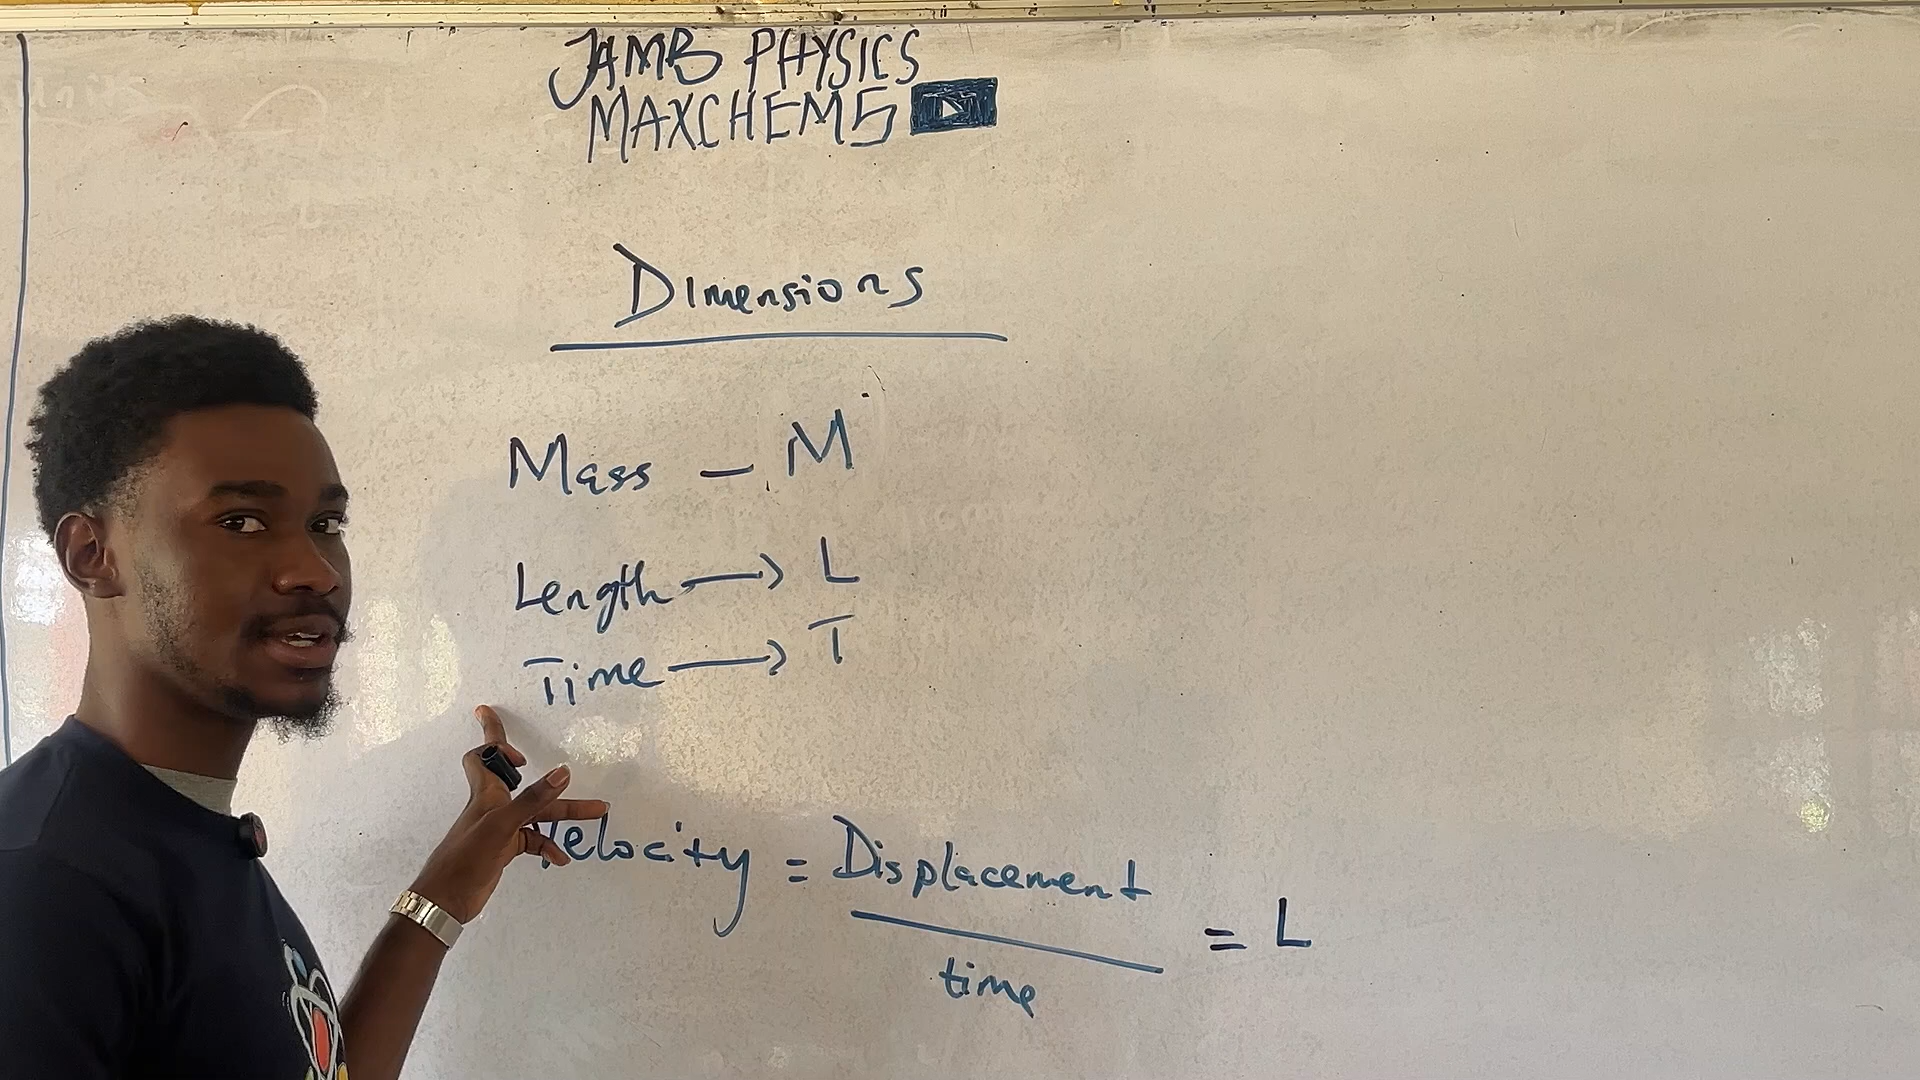 JAMB PHYSICS
MAXCHEM5
Dimensions
Mass - M
Length → L
Time → T
Velocity = Displacement / time = L